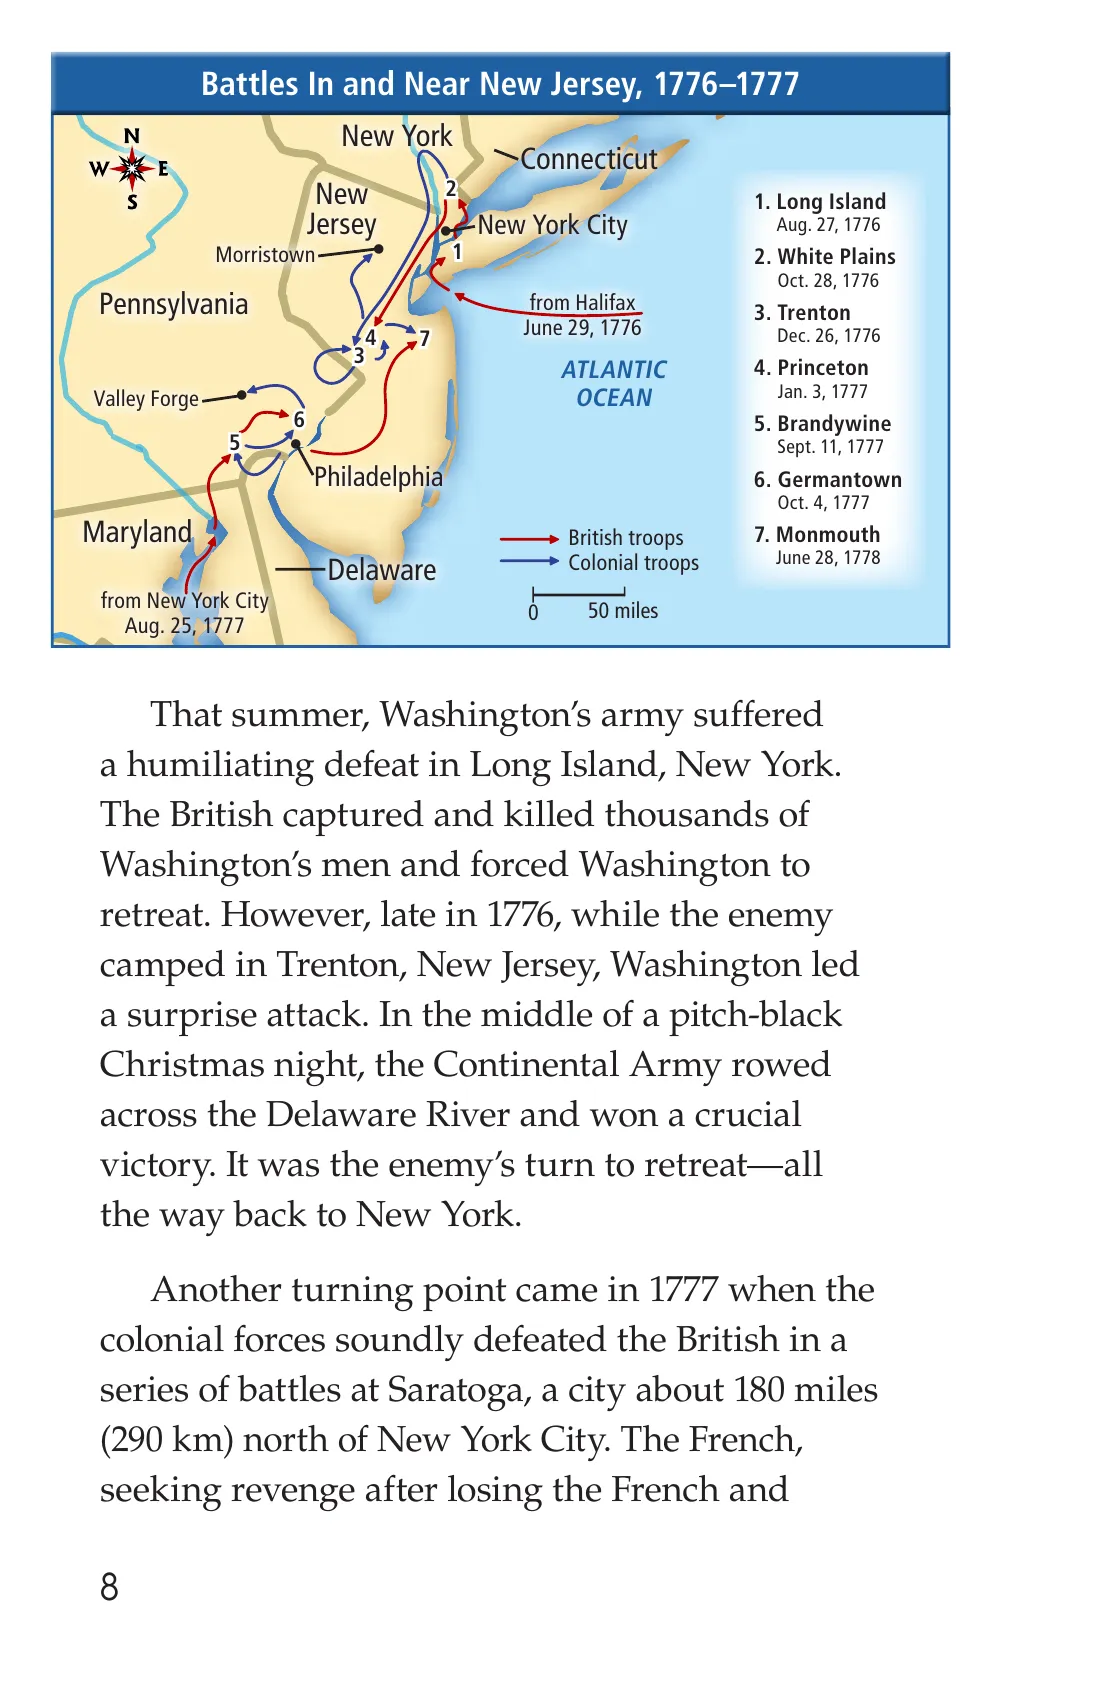 Battles In and Near New Jersey, 1776–1777
N
W E
S
New York
Connecticut
New
Jersey
2
New York City
Morristown
1
Pennsylvania
from Halifax
June 29, 1776
4
7
3
ATLANTIC
OCEAN
Valley Forge
6
5
Philadelphia
Maryland
Delaware
from New York City
Aug. 25, 1777
British troops
Colonial troops
0 50 miles
1. Long Island
Aug. 27, 1776
2. White Plains
Oct. 28, 1776
3. Trenton
Dec. 26, 1776
4. Princeton
Jan. 3, 1777
5. Brandywine
Sept. 11, 1777
6. Germantown
Oct. 4, 1777
7. Monmouth
June 28, 1778
That summer, Washington’s army suffered
a humiliating defeat in Long Island, New York.
The British captured and killed thousands of
Washington’s men and forced Washington to
retreat. However, late in 1776, while the enemy
camped in Trenton, New Jersey, Washington led
a surprise attack. In the middle of a pitch-black
Christmas night, the Continental Army rowed
across the Delaware River and won a crucial
victory. It was the enemy’s turn to retreat—all
the way back to New York.
Another turning point came in 1777 when the
colonial forces soundly defeated the British in a
series of battles at Saratoga, a city about 180 miles
(290 km) north of New York City. The French,
seeking revenge after losing the French and
8